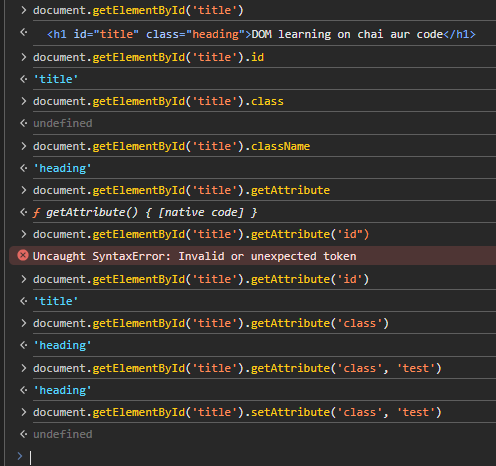 > document.getElementById('title')
<h1 id="title" class="heading">DOM learning on chai aur code</h1>
> document.getElementById('title').id
'title'
> document.getElementById('title').class
undefined
> document.getElementById('title').className
'heading'
> document.getElementById('title').getAttribute
ƒ getAttribute() { [native code] }
> document.getElementById('title').getAttribute('id")
Uncaught SyntaxError: Invalid or unexpected token
> document.getElementById('title').getAttribute('id')
'title'
> document.getElementById('title').getAttribute('class')
'heading'
> document.getElementById('title').getAttribute('class', 'test')
'heading'
> document.getElementById('title').setAttribute('class', 'test')
undefined
>